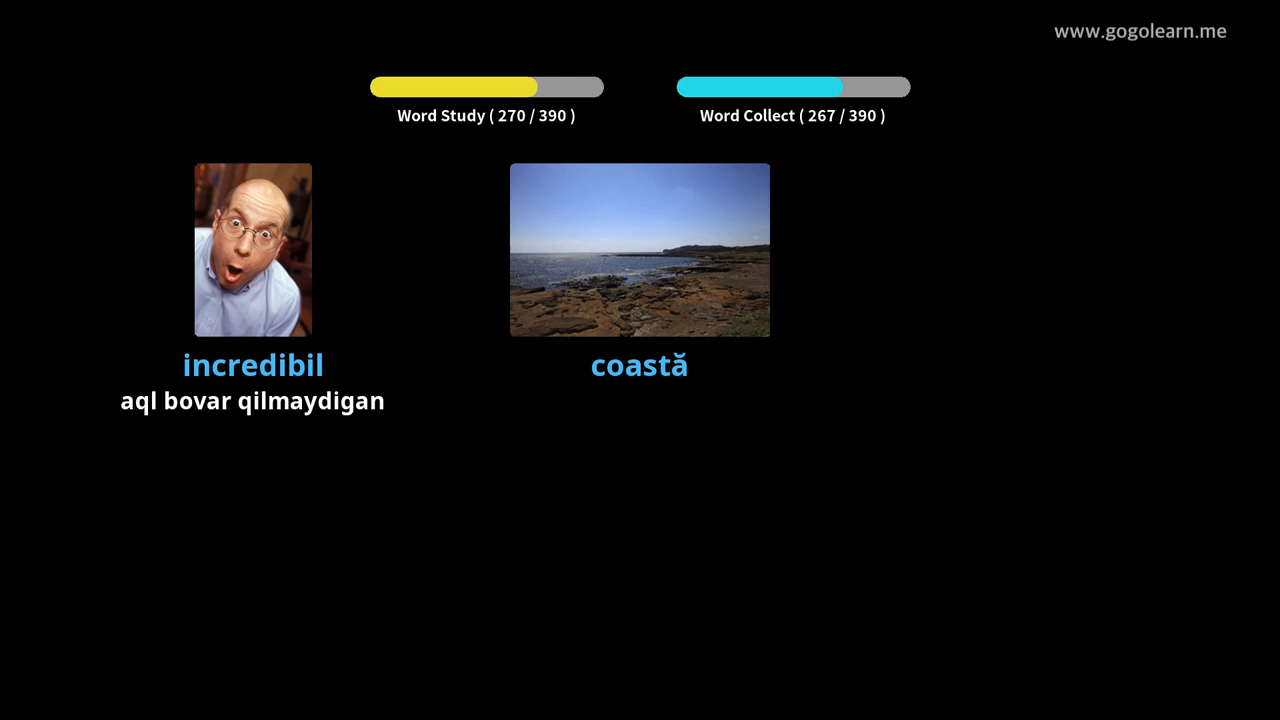 www.gogolearn.me
Word Study ( 270 / 390 )
Word Collect ( 267 / 390 )
incredibil
aql bovar qilmaydigan
coastă